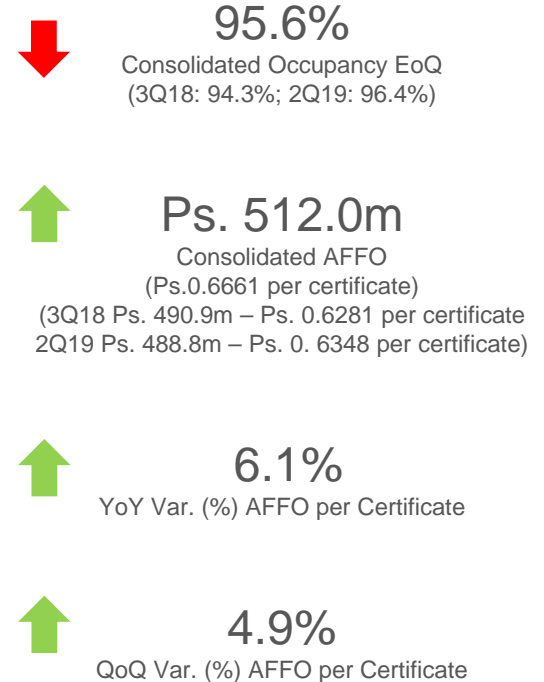 95.6%
Consolidated Occupancy EoQ
(3Q18: 94.3%; 2Q19: 96.4%)
Ps. 512.0m
Consolidated AFFO
(Ps.0.6661 per certificate)
(3Q18 Ps. 490.9m – Ps. 0.6281 per certificate
2Q19 Ps. 488.8m – Ps. 0. 6348 per certificate)
6.1%
YoY Var. (%) AFFO per Certificate
4.9%
QoQ Var. (%) AFFO per Certificate